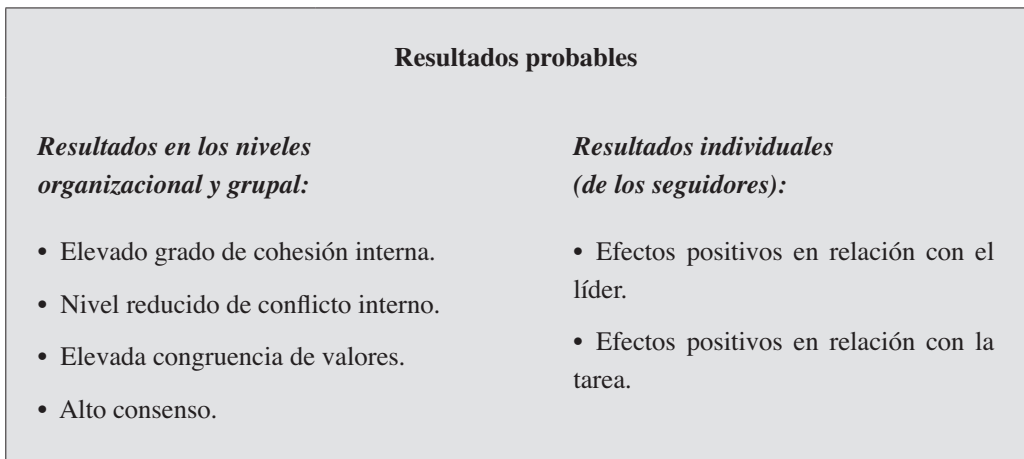 Resultados probables
Resultados en los niveles
organizacional y grupal:
• Elevado grado de cohesión interna.
• Nivel reducido de conflicto interno.
• Elevada congruencia de valores.
• Alto consenso.
Resultados individuales
(de los seguidores):
• Efectos positivos en relación con el
líder.
• Efectos positivos en relación con la
tarea.